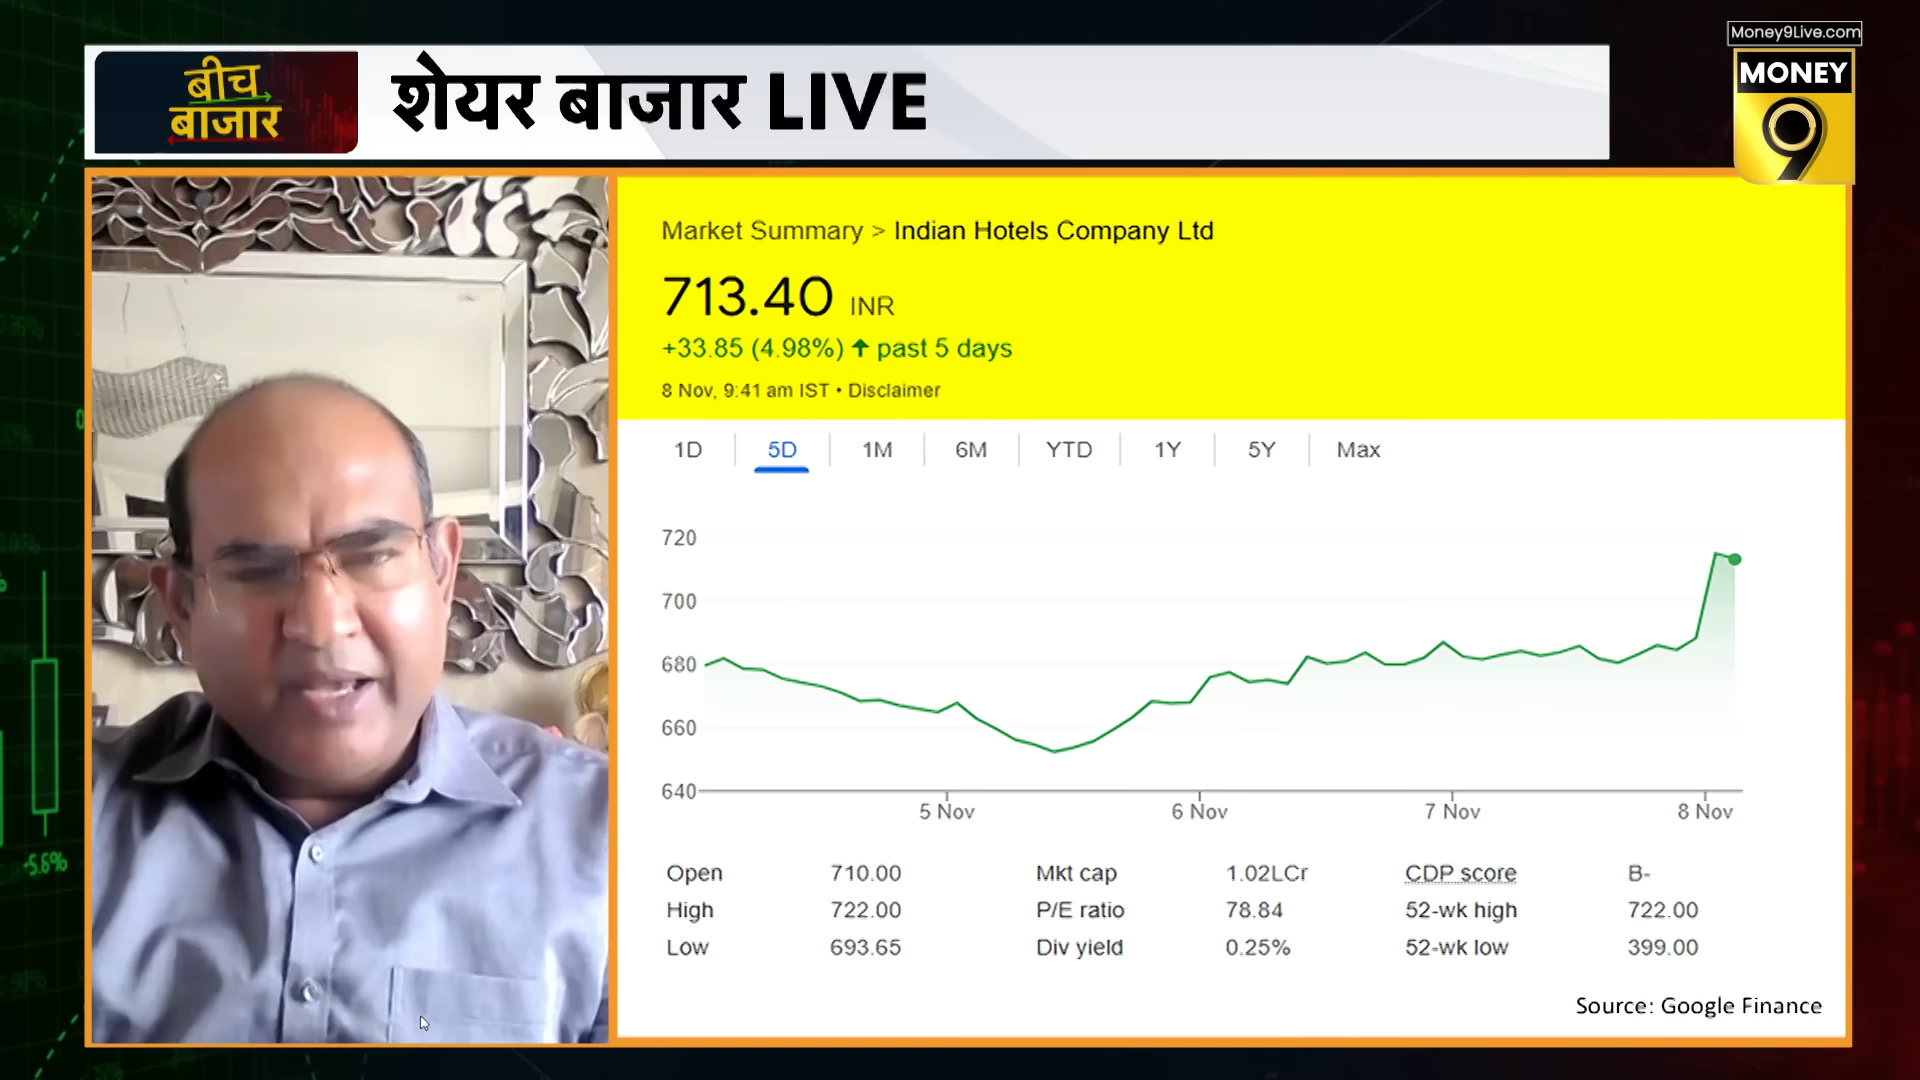 Money9Live.com
MONEY
9
बीच
बाजार
शेयर बाजार LIVE
Market Summary > Indian Hotels Company Ltd
713.40 INR
+33.85 (4.98%) ↑ past 5 days
8 Nov, 9:41 am IST • Disclaimer
1D 5D 1M 6M YTD 1Y 5Y Max
720
700
680
660
640
5 Nov 6 Nov 7 Nov 8 Nov
Open 710.00 Mkt cap 1.02LCr CDP score B-
High 722.00 P/E ratio 78.84 52-wk high 722.00
Low 693.65 Div yield 0.25% 52-wk low 399.00
Source: Google Finance
-5.6%